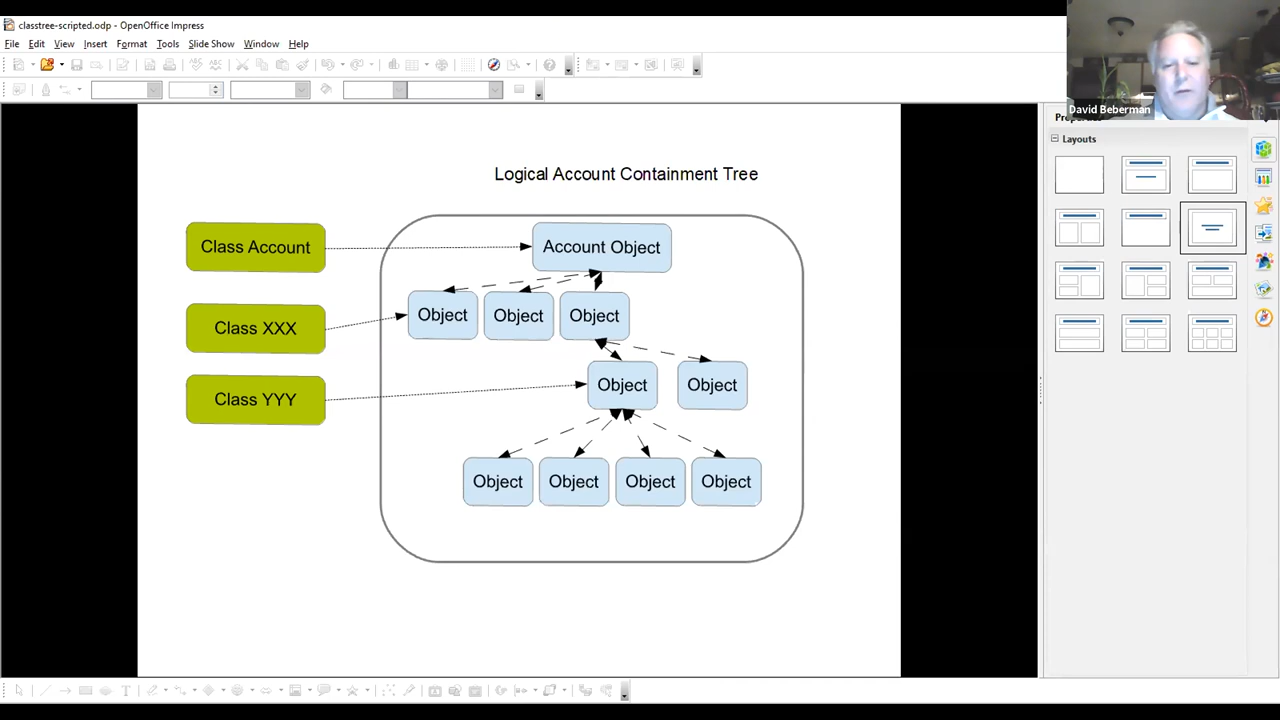 classtree-scripted.odp - OpenOffice Impress
File Edit View Insert Format Tools Slide Show Window Help
David Beberman
Layouts
Logical Account Containment Tree
Class Account
Account Object
Object Object Object
Class XXX
Object Object
Class YYY
Object Object Object Object